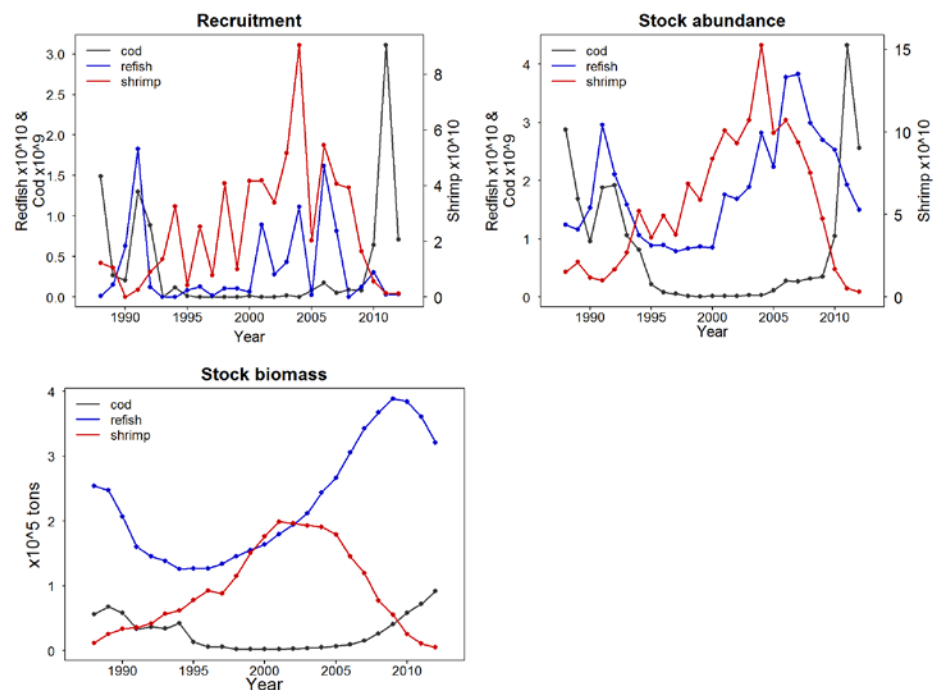 Recruitment
cod
refish
shrimp
3.0
2.5
2.0
1.5
1.0
0.5
0.0
8
6
4
2
0
Redfish x10^10 &
Cod x10^9
Shrimp x10^10
1990 1995 2000 2005 2010
Year
Stock abundance
cod
refish
shrimp
4
3
2
1
0
15
10
5
0
Redfish x10^10 &
Cod x10^9
Shrimp x10^10
1990 1995 2000 2005 2010
Year
Stock biomass
cod
refish
shrimp
4
3
2
1
0
x10^5 tons
1990 1995 2000 2005 2010
Year